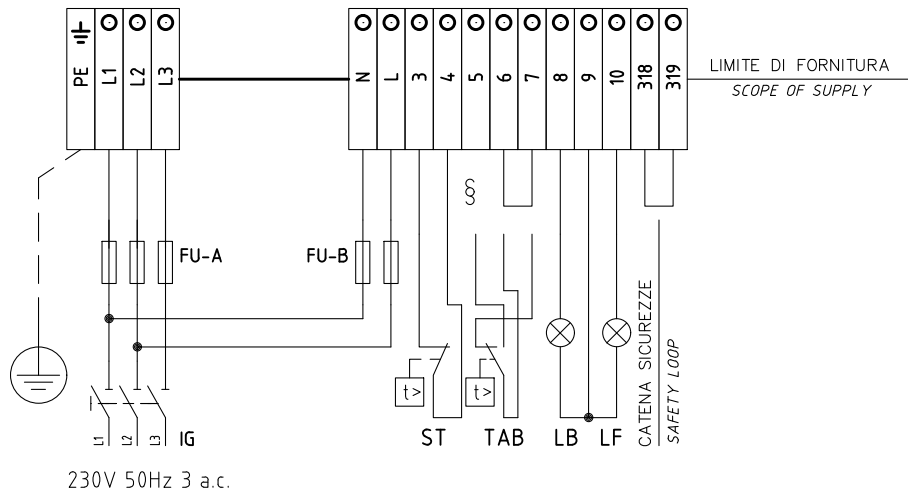 PE L1 L2 L3 N L 3 4 5 6 7 8 9 10 318 319
LIMITE DI FORNITURA
SCOPE OF SUPPLY
§
FU-A FU-B
t> t>
CATENA SICUREZZE
SAFETY LOOP
L1 L2 L3 IG
ST TAB LB LF
230V 50Hz 3 a.c.